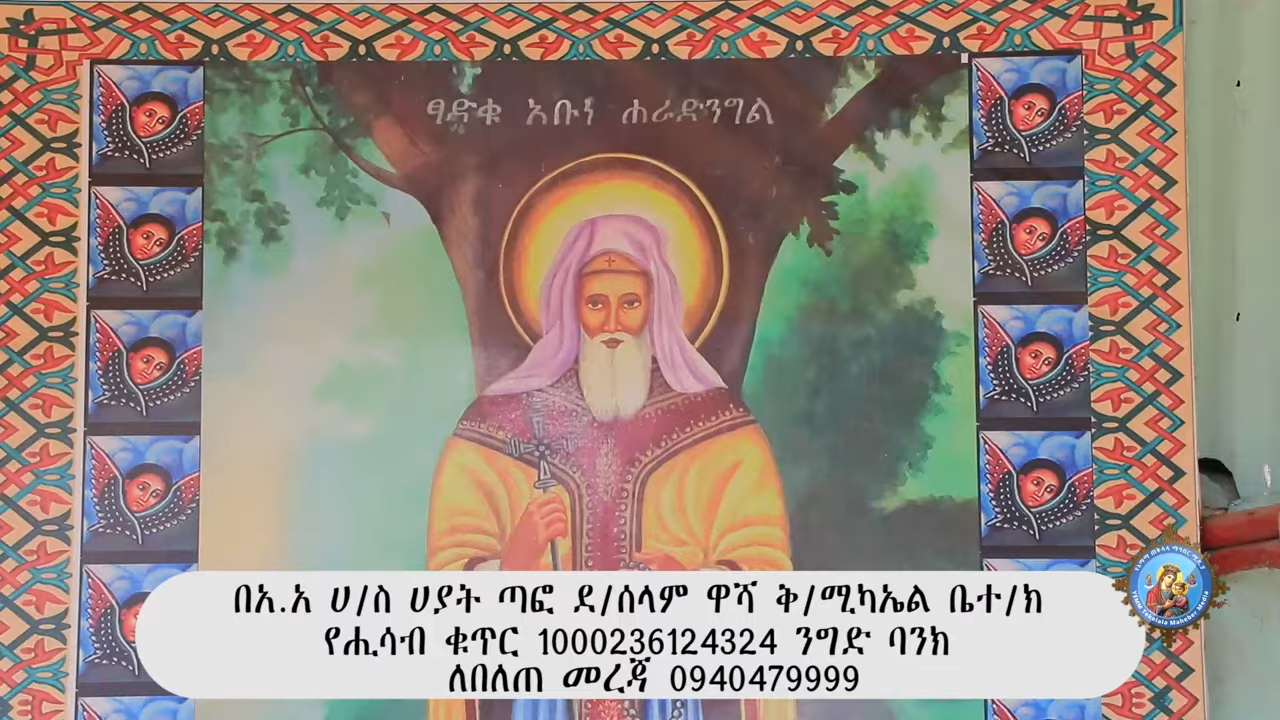 ፃድቁ አቡነ ሐራድንግል
በአ.አ ሀ/ስ ሀያት ጣፎ ደ/ሰላም ዋሻ ቅ/ሚካኤል ቤተ/ክ
የሒሳብ ቁጥር 1000236124324 ንግድ ባንክ
ለበለጠ መረጃ 0940479999